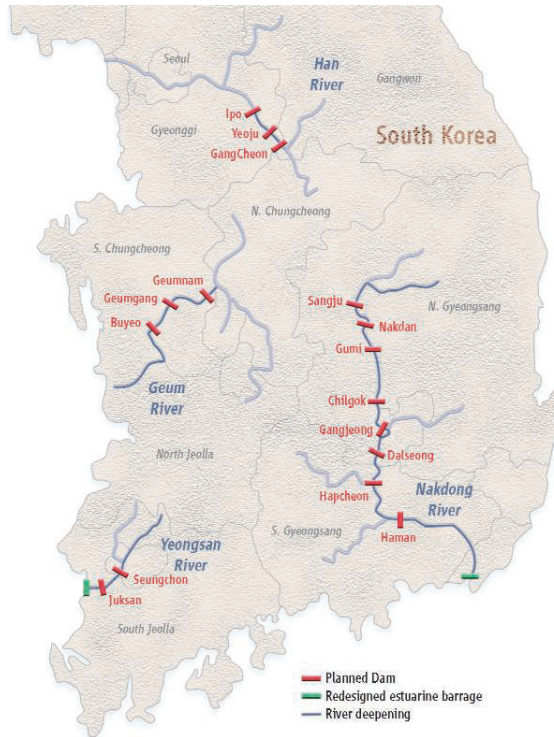 Seoul
Han
River
Gangwon
Ipo
Gyeonggi
Yeoju
South Korea
GangCheon
N. Chungcheong
S. Chungcheong
Geumnam
Geumgang
Sangju
N. Gyeongsang
Buyeo
Nakdan
Gumi
Geum
River
Chilgok
Gangjeong
North Jeolla
Dalseong
Hapcheon
Nakdong
River
S. Gyeongsang
Haman
Yeongsan
River
Seungchon
Juksan
South Jeolla
Planned Dam
Redesigned estuarine barrage
River deepening